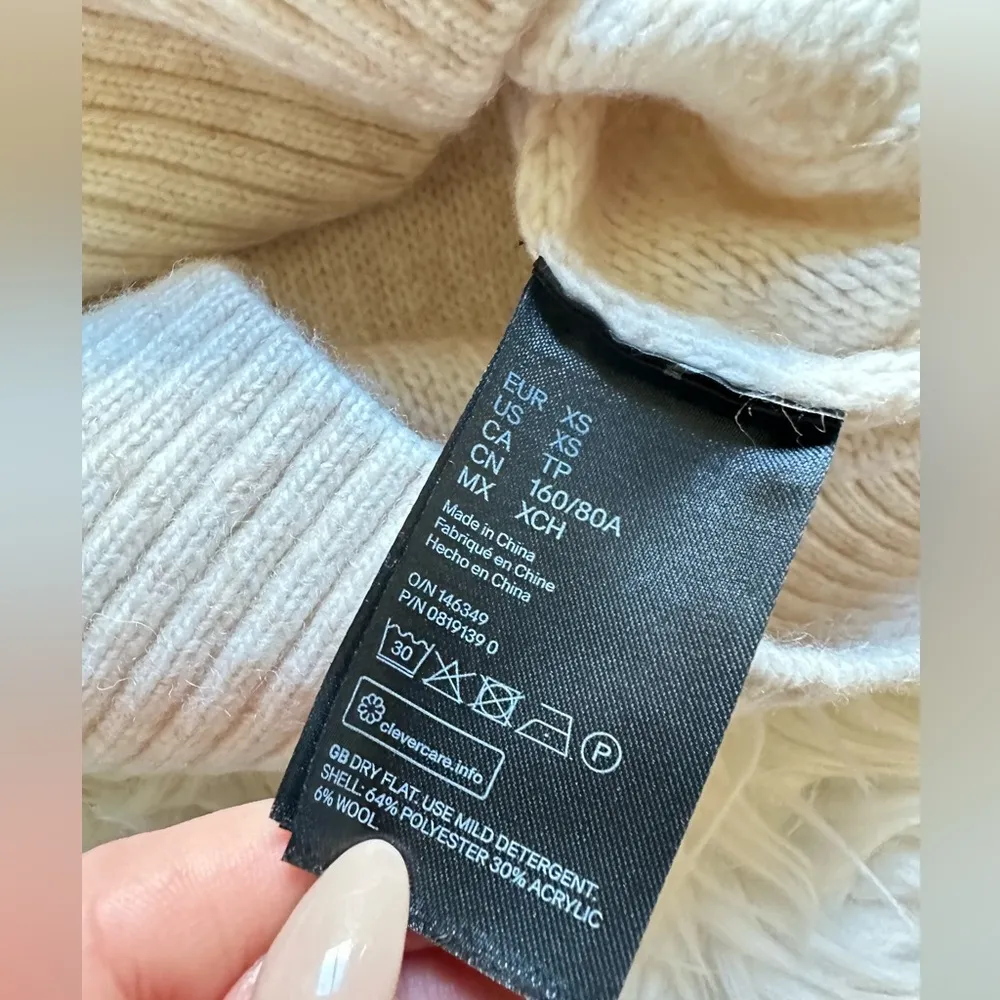 EUR XS
US XS
CA TP
CN 160/80A
MX XCH
Made in China
Fabriqué en Chine
Hecho en China
O/N 146349
P/N 0819139 0
30
P
clevercare.info
GB DRY FLAT. USE MILD DETERGENT.
SHELL: 64% POLYESTER 30% ACRYLIC
6% WOOL